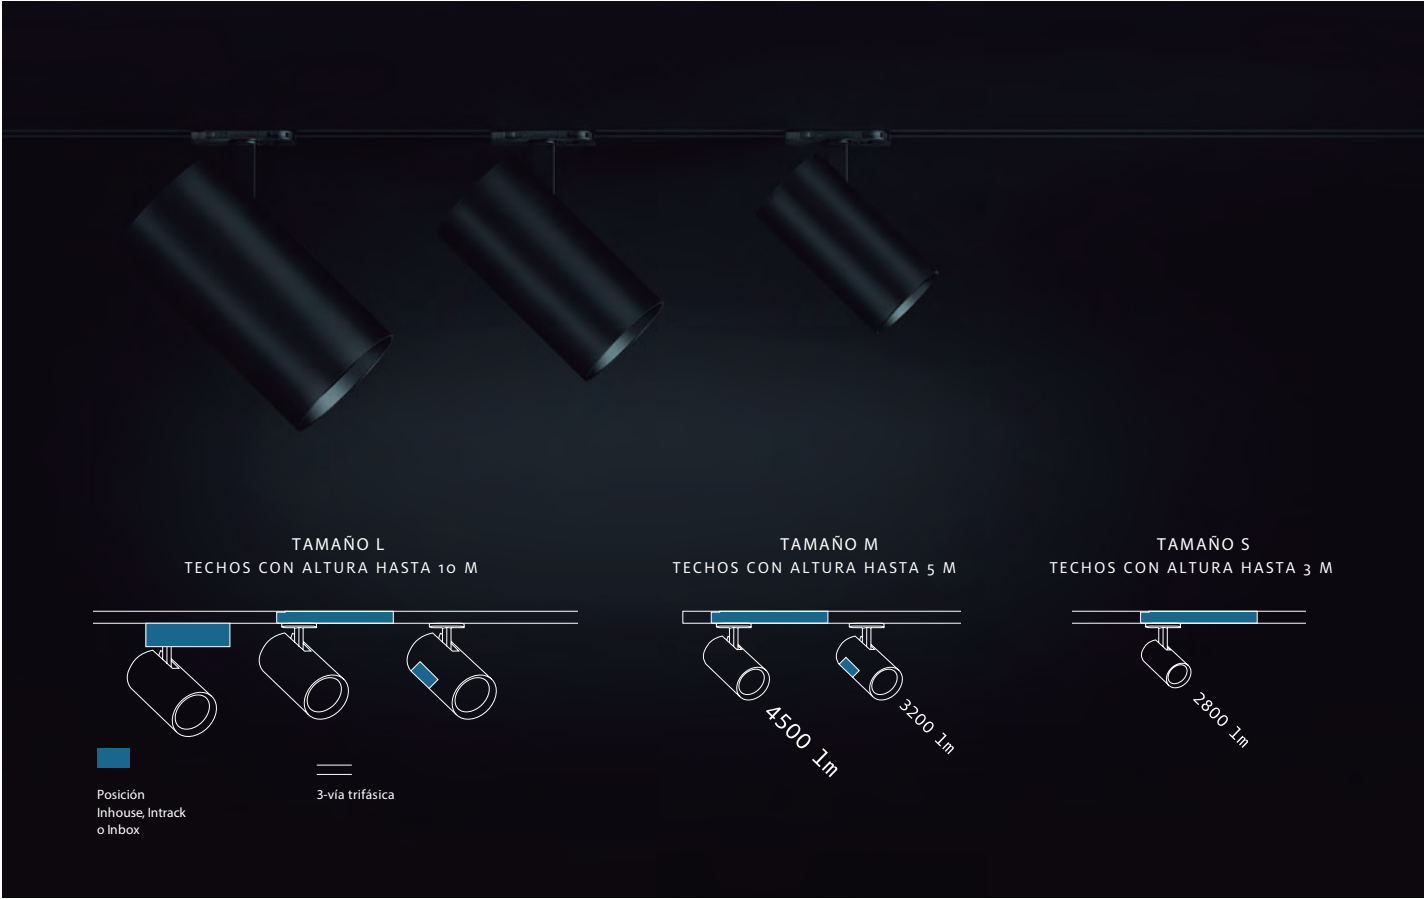 TAMAÑO L
TECHOS CON ALTURA HASTA 10 M
TAMAÑO M
TECHOS CON ALTURA HASTA 5 M
TAMAÑO S
TECHOS CON ALTURA HASTA 3 M
4500 lm
3200 lm
2800 lm
Posición
Inhouse, Intrack
o Inbox
3-vía trifásica